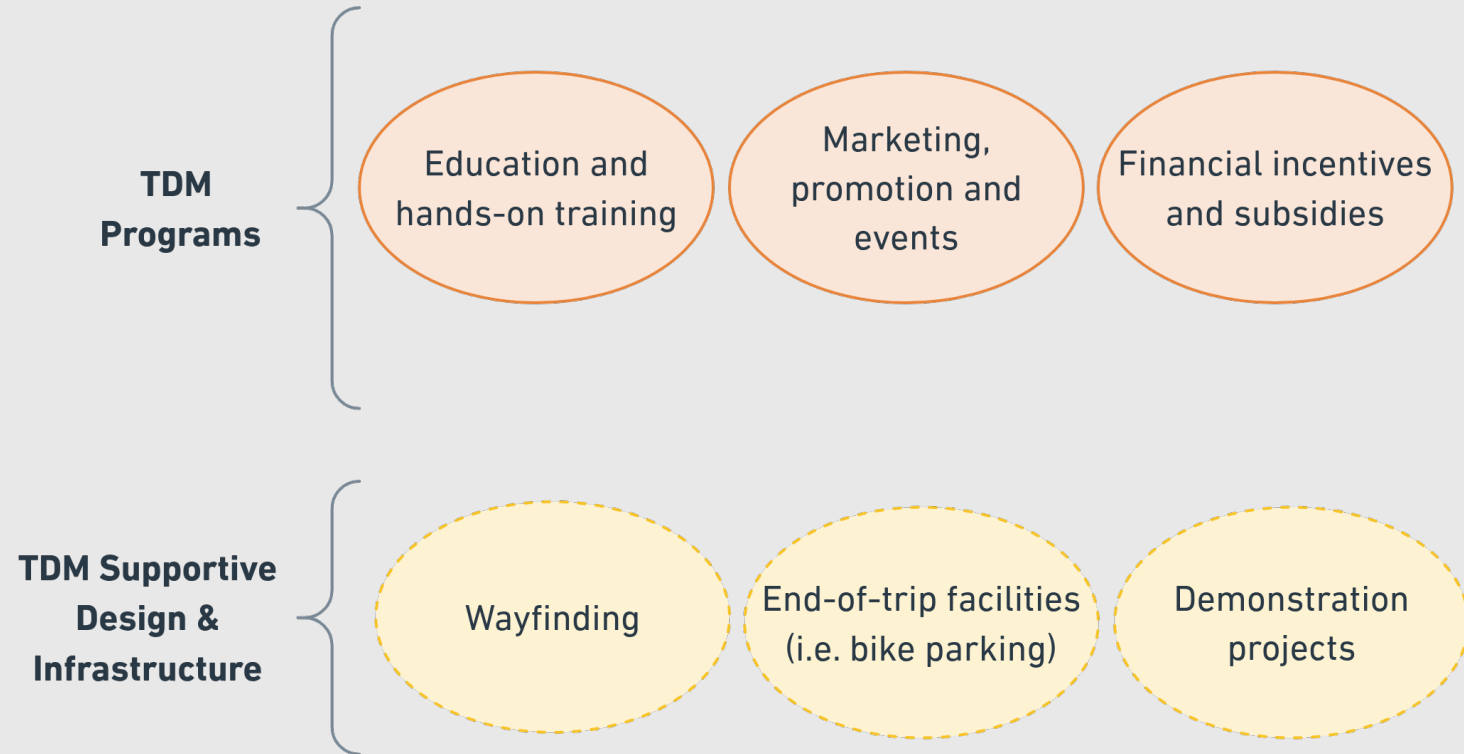 TDM
Programs
Education and
hands-on training
Marketing,
promotion and
events
Financial incentives
and subsidies
TDM Supportive
Design &
Infrastructure
Wayfinding
End-of-trip facilities
(i.e. bike parking)
Demonstration
projects